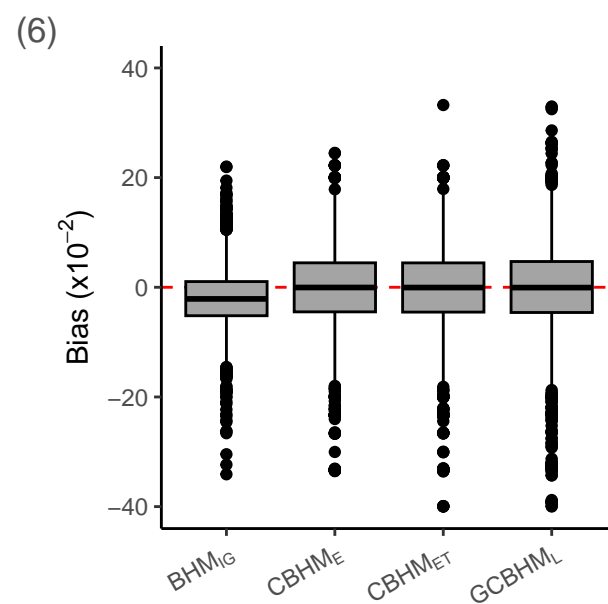 (6)
Bias (x10⁻²)
40
20
0
−20
−40
BHM_IG
CBHM_E
CBHM_ET
GCBHM_L